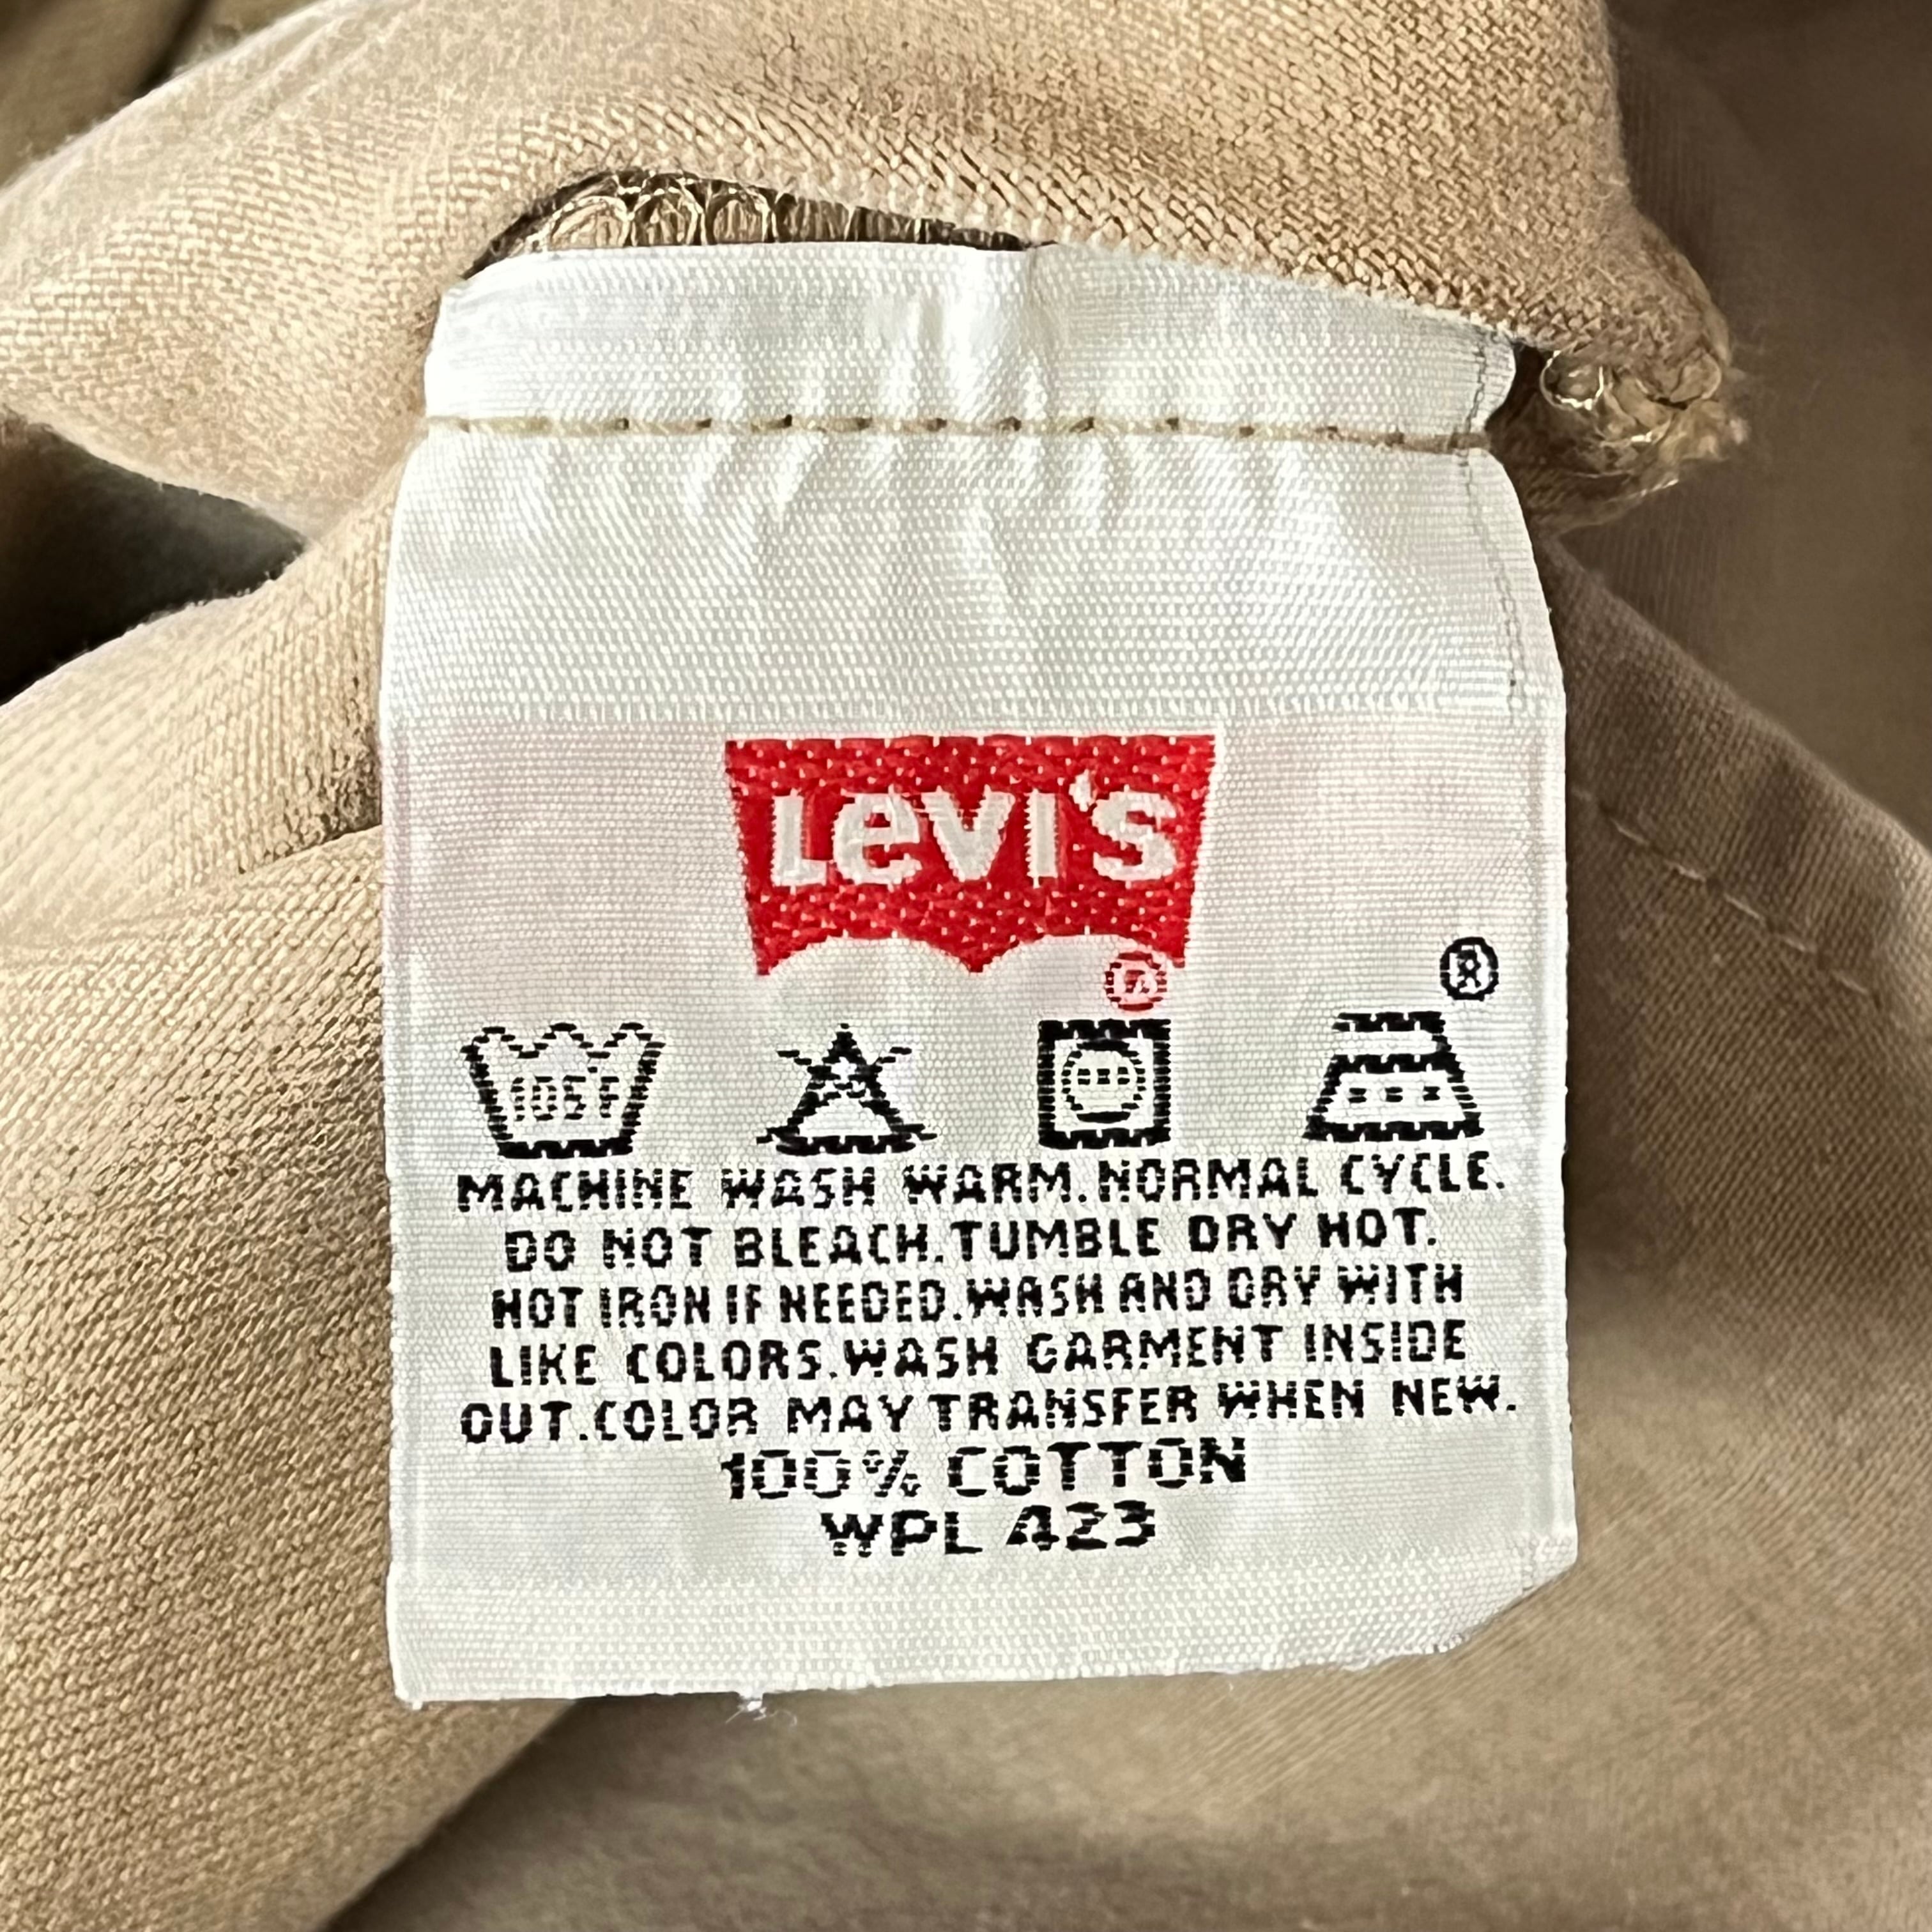 Levi's
®
®
105°F
MACHINE WASH WARM.NORMAL CYCLE.
DO NOT BLEACH.TUMBLE DRY HOT.
HOT IRON IF NEEDED.WASH AND DRY WITH
LIKE COLORS.WASH GARMENT INSIDE
OUT.COLOR MAY TRANSFER WHEN NEW.
100% COTTON
WPL 423